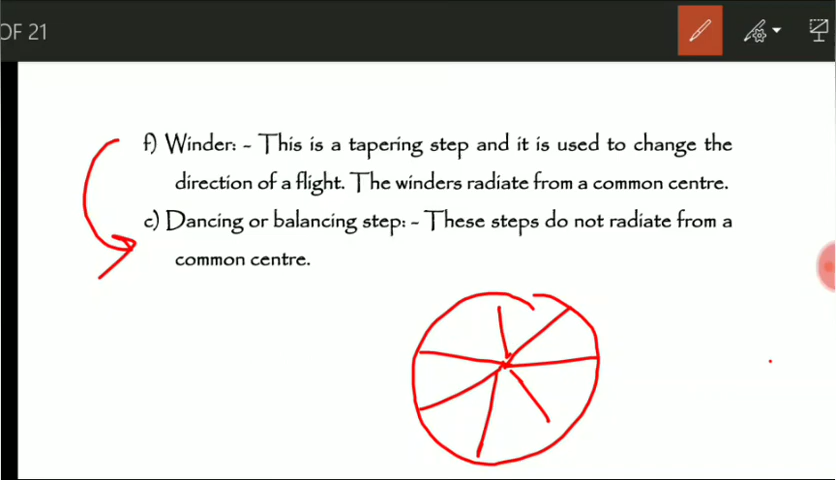 OF 21
f) Winder: - This is a tapering step and it is used to change the
direction of a flight. The winders radiate from a common centre.
c) Dancing or balancing step: - These steps do not radiate from a
common centre.